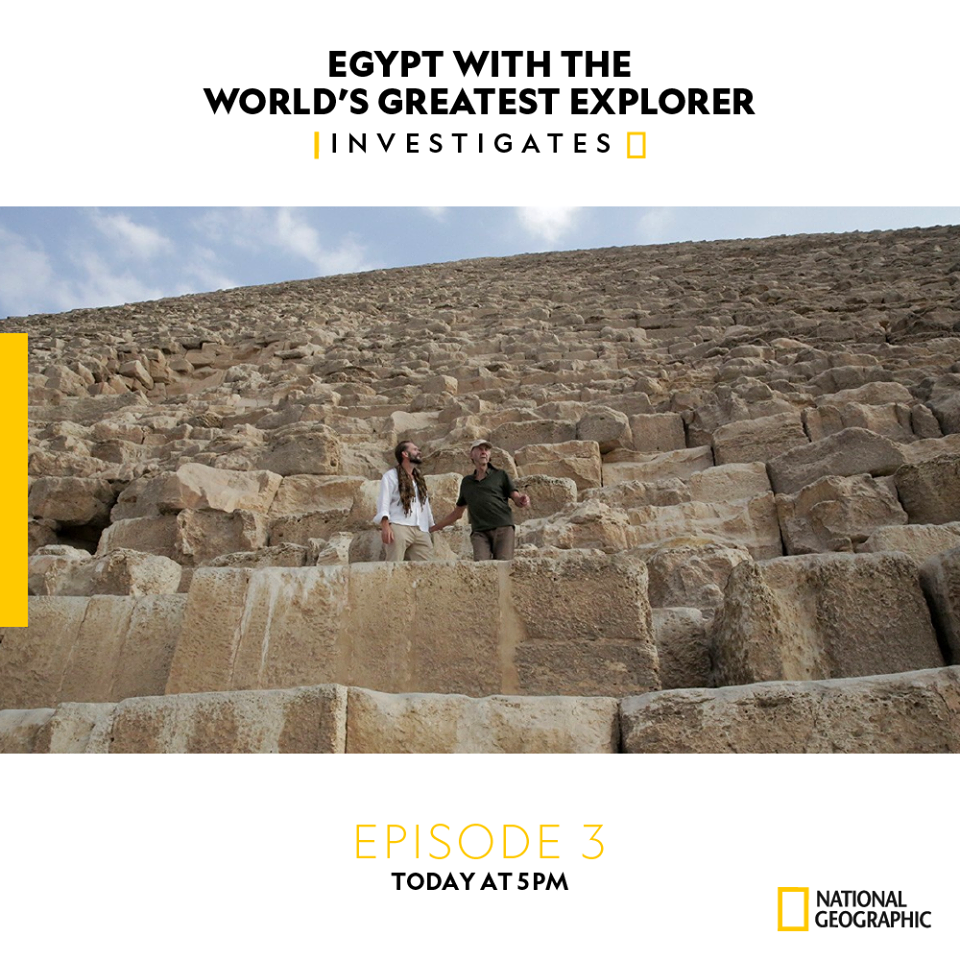 EGYPT WITH THE
WORLD'S GREATEST EXPLORER
INVESTIGATES
EPISODE 3
TODAY AT 5PM
NATIONAL
GEOGRAPHIC